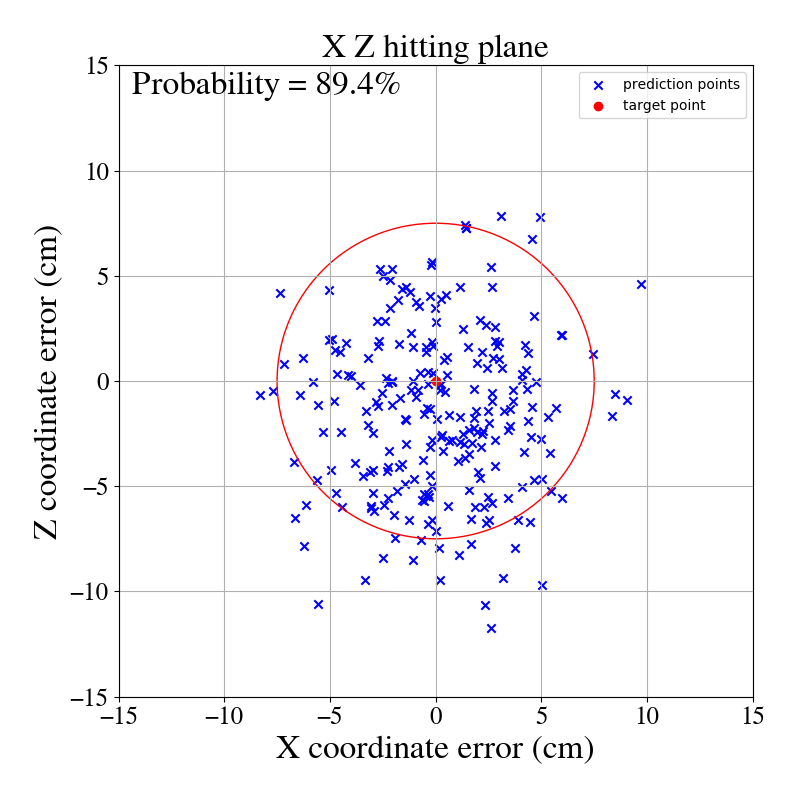 X Z hitting plane
Probability = 89.4%
prediction points
target point
15
10
5
0
−5
−10
−15
Z coordinate error (cm)
−15 −10 −5 0 5 10 15
X coordinate error (cm)